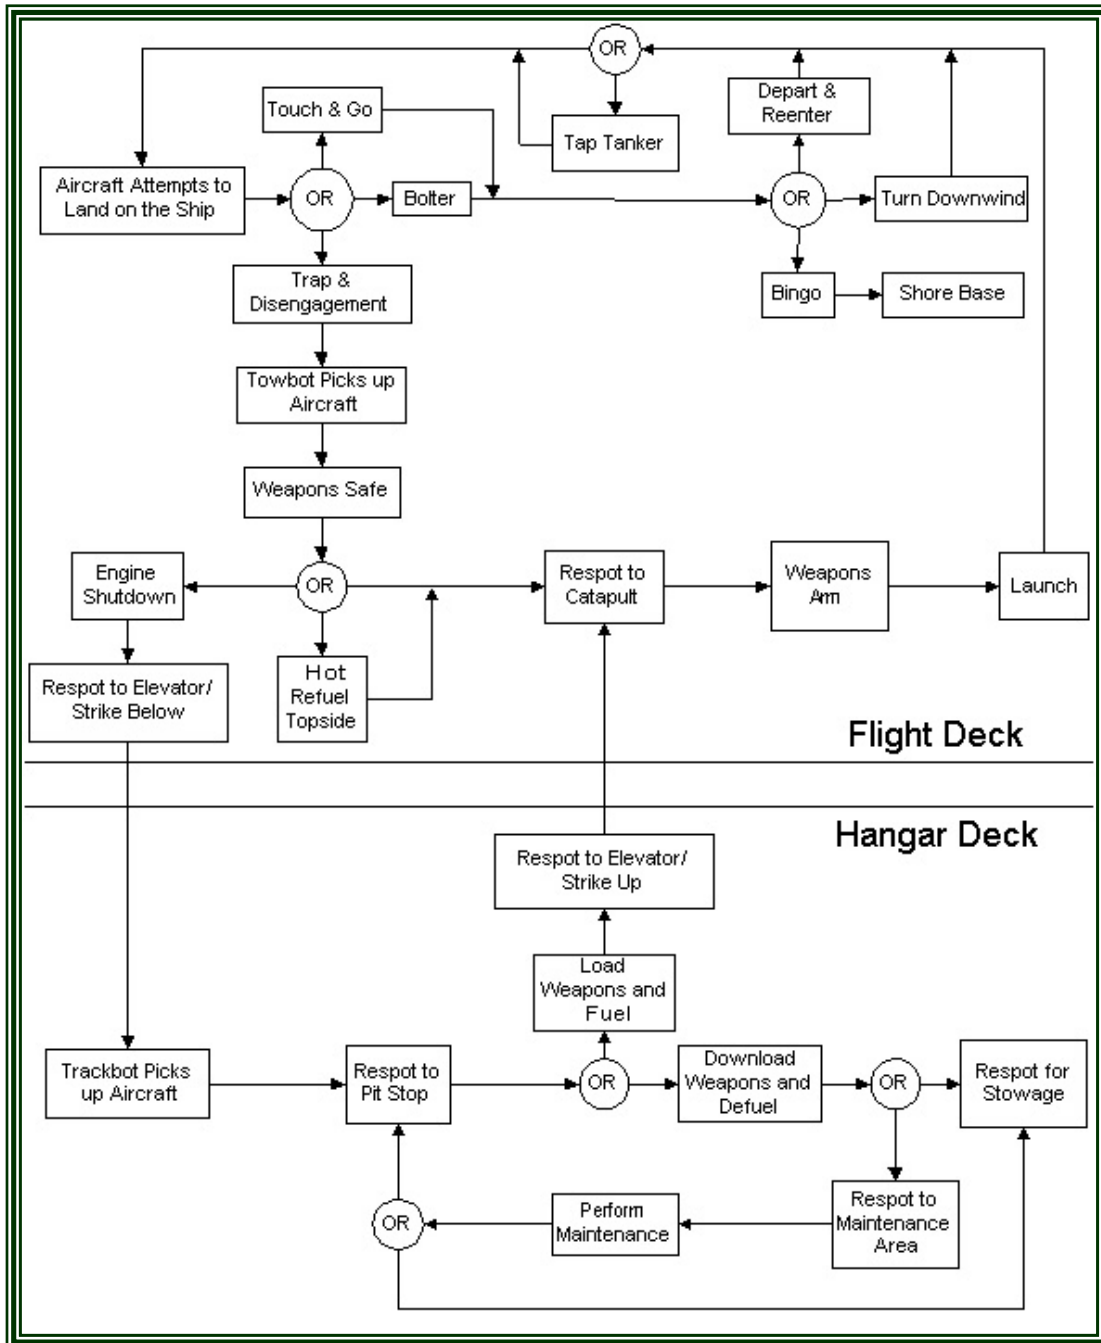 OR
Touch & Go
Depart &
Reenter
Tap Tanker
Aircraft Attempts to
Land on the Ship
OR
Bolter
OR
Turn Downwind
Trap &
Disengagement
Bingo
Shore Base
Towbot Picks up
Aircraft
Weapons Safe
Engine
Shutdown
OR
Respot to
Catapult
Weapons
Arm
Launch
Respot to Elevator/
Strike Below
Hot
Refuel
Topside
Flight Deck
Hangar Deck
Respot to Elevator/
Strike Up
Load
Weapons and
Fuel
Trackbot Picks
up Aircraft
Respot to
Pit Stop
OR
Download
Weapons and
Defuel
OR
Respot for
Stowage
OR
Perform
Maintenance
Respot to
Maintenance
Area